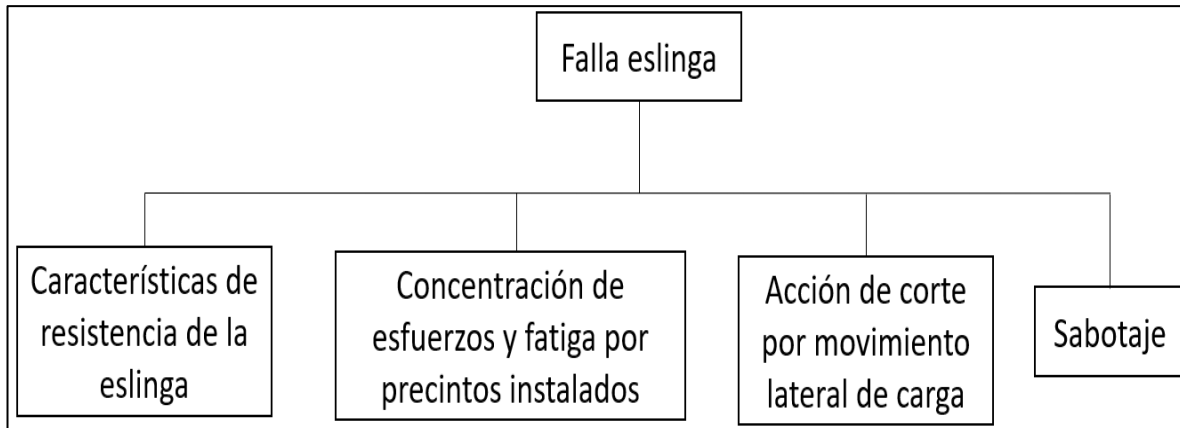 Falla eslinga
Características de
resistencia de la
eslinga
Concentración de
esfuerzos y fatiga por
precintos instalados
Acción de corte
por movimiento
lateral de carga
Sabotaje